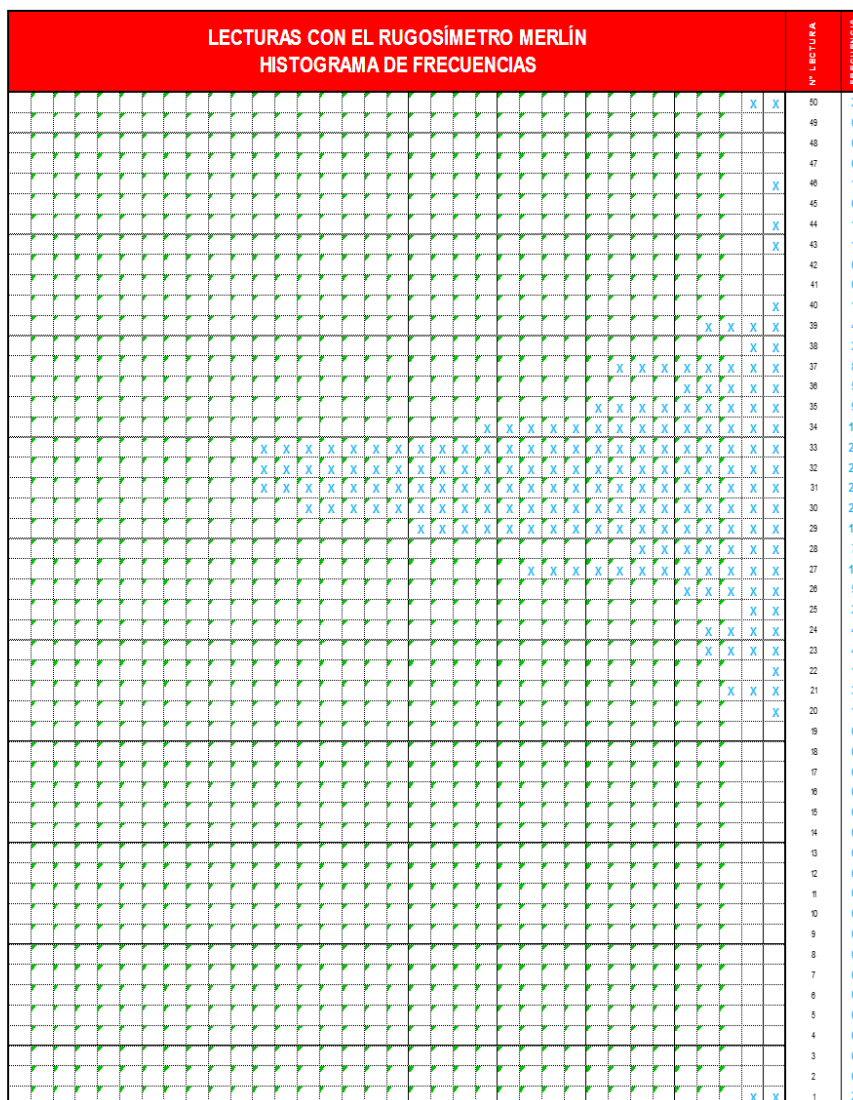 LECTURAS CON EL RUGOSÍMETRO MERLÍN
HISTOGRAMA DE FRECUENCIAS
N° LECTURA
FRECUENCIA
X X 50
49
48
47
X 46
45
X 44
X 43
42
41
X 40
X X X X 39
X X 38
X X X X X X X X 37
X X X X X 36
X X X X X X X X X 35
X X X X X X X X X X X X X X 34
X X X X X X X X X X X X X X X X X X X X X X X X 33
X X X X X X X X X X X X X X X X X X X X X X X X 32
X X X X X X X X X X X X X X X X X X X X X X X X 31
X X X X X X X X X X X X X X X X X X X X X X 30
X X X X X X X X X X X X X X X X X 29
X X X X X X X 28
X X X X X X X X X X X X 27
X X X X X 26
X X 25
X X X X 24
X X X X 23
X 22
X X X 21
X 20
19
18
17
16
15
14
13
12
11
10
9
8
7
6
5
4
3
2
X X 1